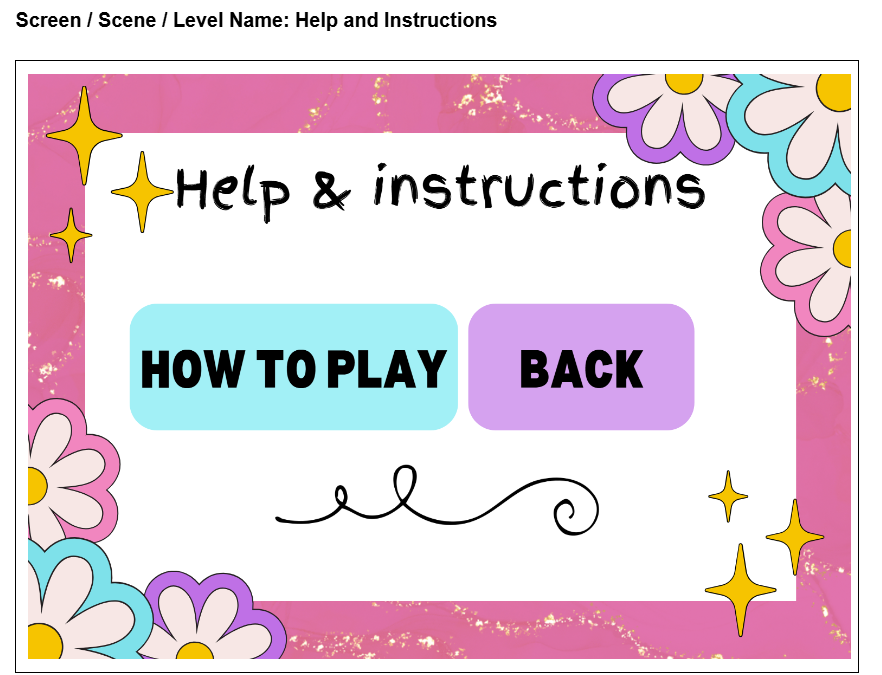 Screen / Scene / Level Name: Help and Instructions
Help & instructions
HOW TO PLAY
BACK